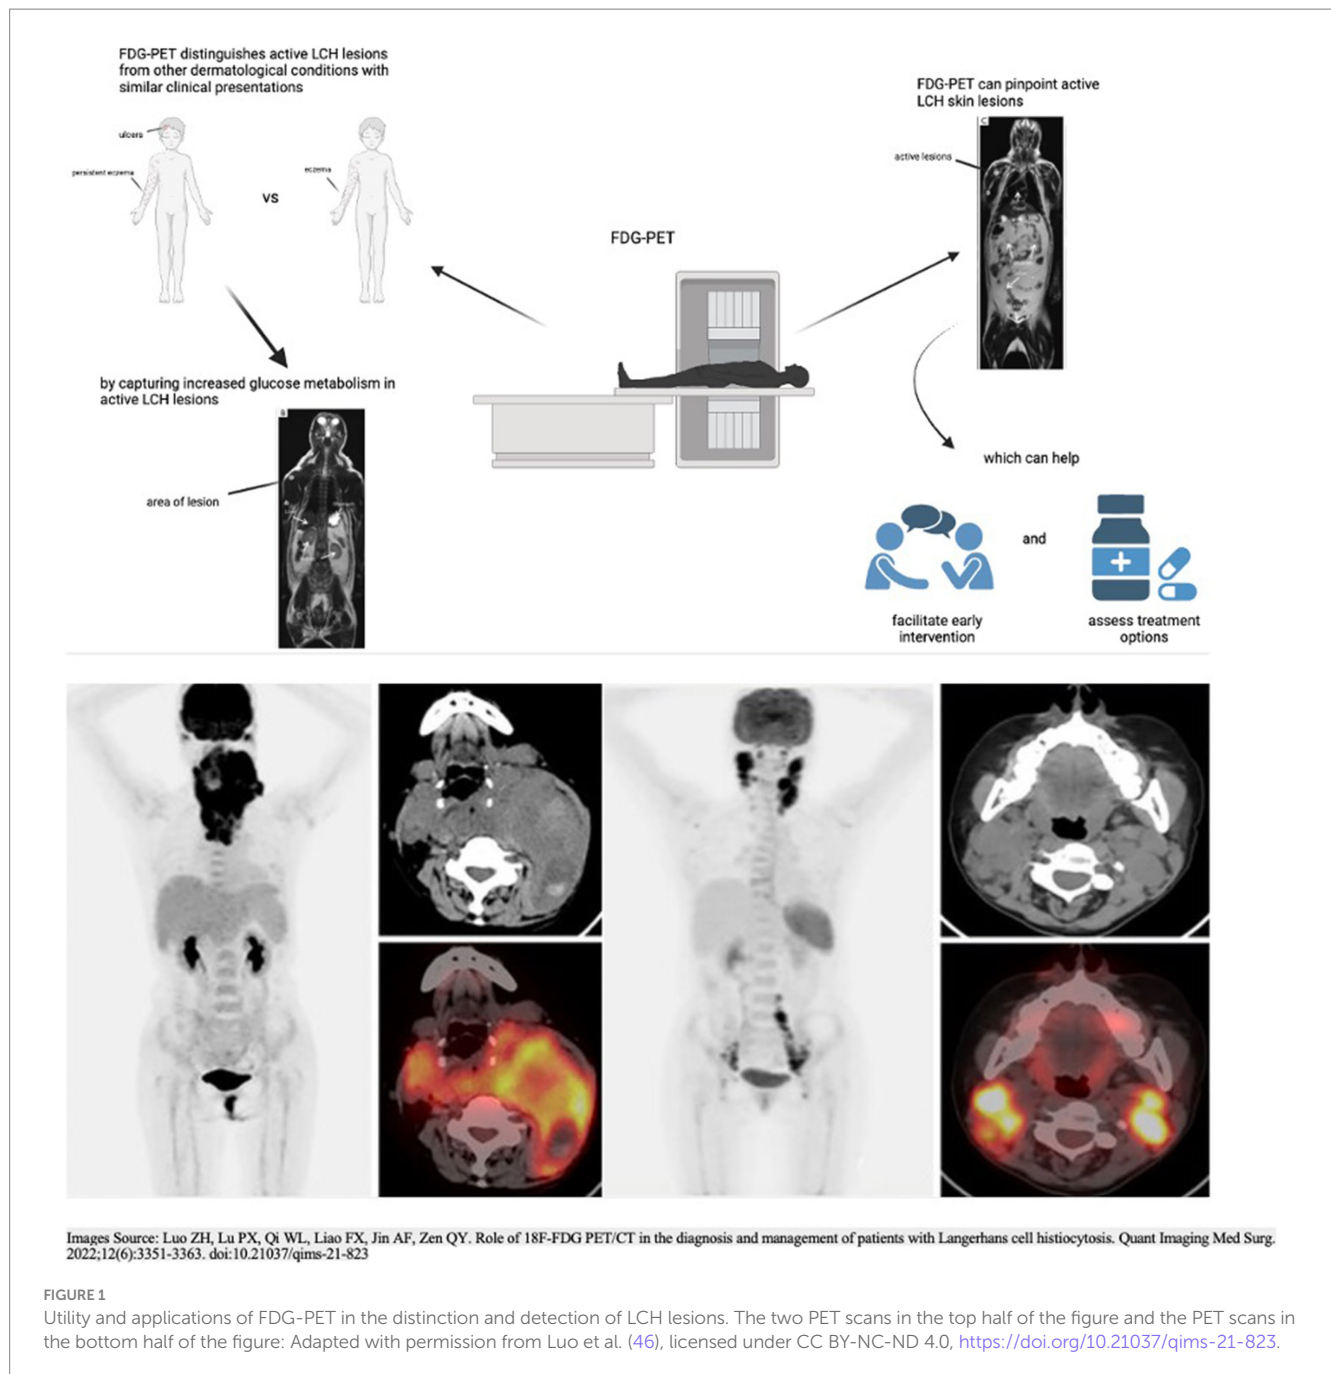 FDG-PET distinguishes active LCH lesions
from other dermatological conditions with
similar clinical presentations
ulcers
persistent eczema
vs
eczema
by capturing increased glucose metabolism in
active LCH lesions
B
area of lesion
FDG-PET
FDG-PET can pinpoint active
LCH skin lesions
C
active lesions
which can help
and
facilitate early
intervention
assess treatment
options
Images Source: Luo ZH, Lu PX, Qi WL, Liao FX, Jin AF, Zen QY. Role of 18F-FDG PET/CT in the diagnosis and management of patients with Langerhans cell histiocytosis. Quant Imaging Med Surg.
2022;12(6):3351-3363. doi:10.21037/qims-21-823
FIGURE 1
Utility and applications of FDG-PET in the distinction and detection of LCH lesions. The two PET scans in the top half of the figure and the PET scans in
the bottom half of the figure: Adapted with permission from Luo et al. (46), licensed under CC BY-NC-ND 4.0, https://doi.org/10.21037/qims-21-823.